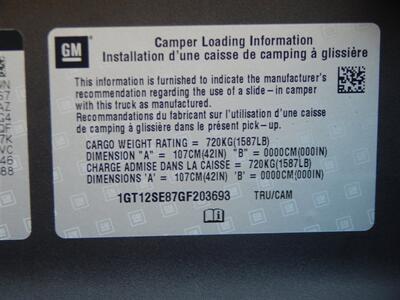 GM
Camper Loading Information
Installation d'une caisse de camping à glissière
This information is furnished to indicate the manufacturer's
recommendation regarding the use of a slide - in camper
with this truck as manufactured.
Recomendations du fabricant sur l'utilisation d'une caisse
de camping à glissière dans présent pick-up.
CARGO WEIGHT RATING = 720KG(1587LB)
DIMENSION "A" = 107CM(42IN) "B" = 0000CM(000IN)
CHARGE ADMISE DANS LA CAISSE = 720KG(1587LB)
DIMENSIONS 'A' = 107CM(42IN) 'B' = 0000CM(000IN)
1GT12SE87GF203693 TRU/CAM